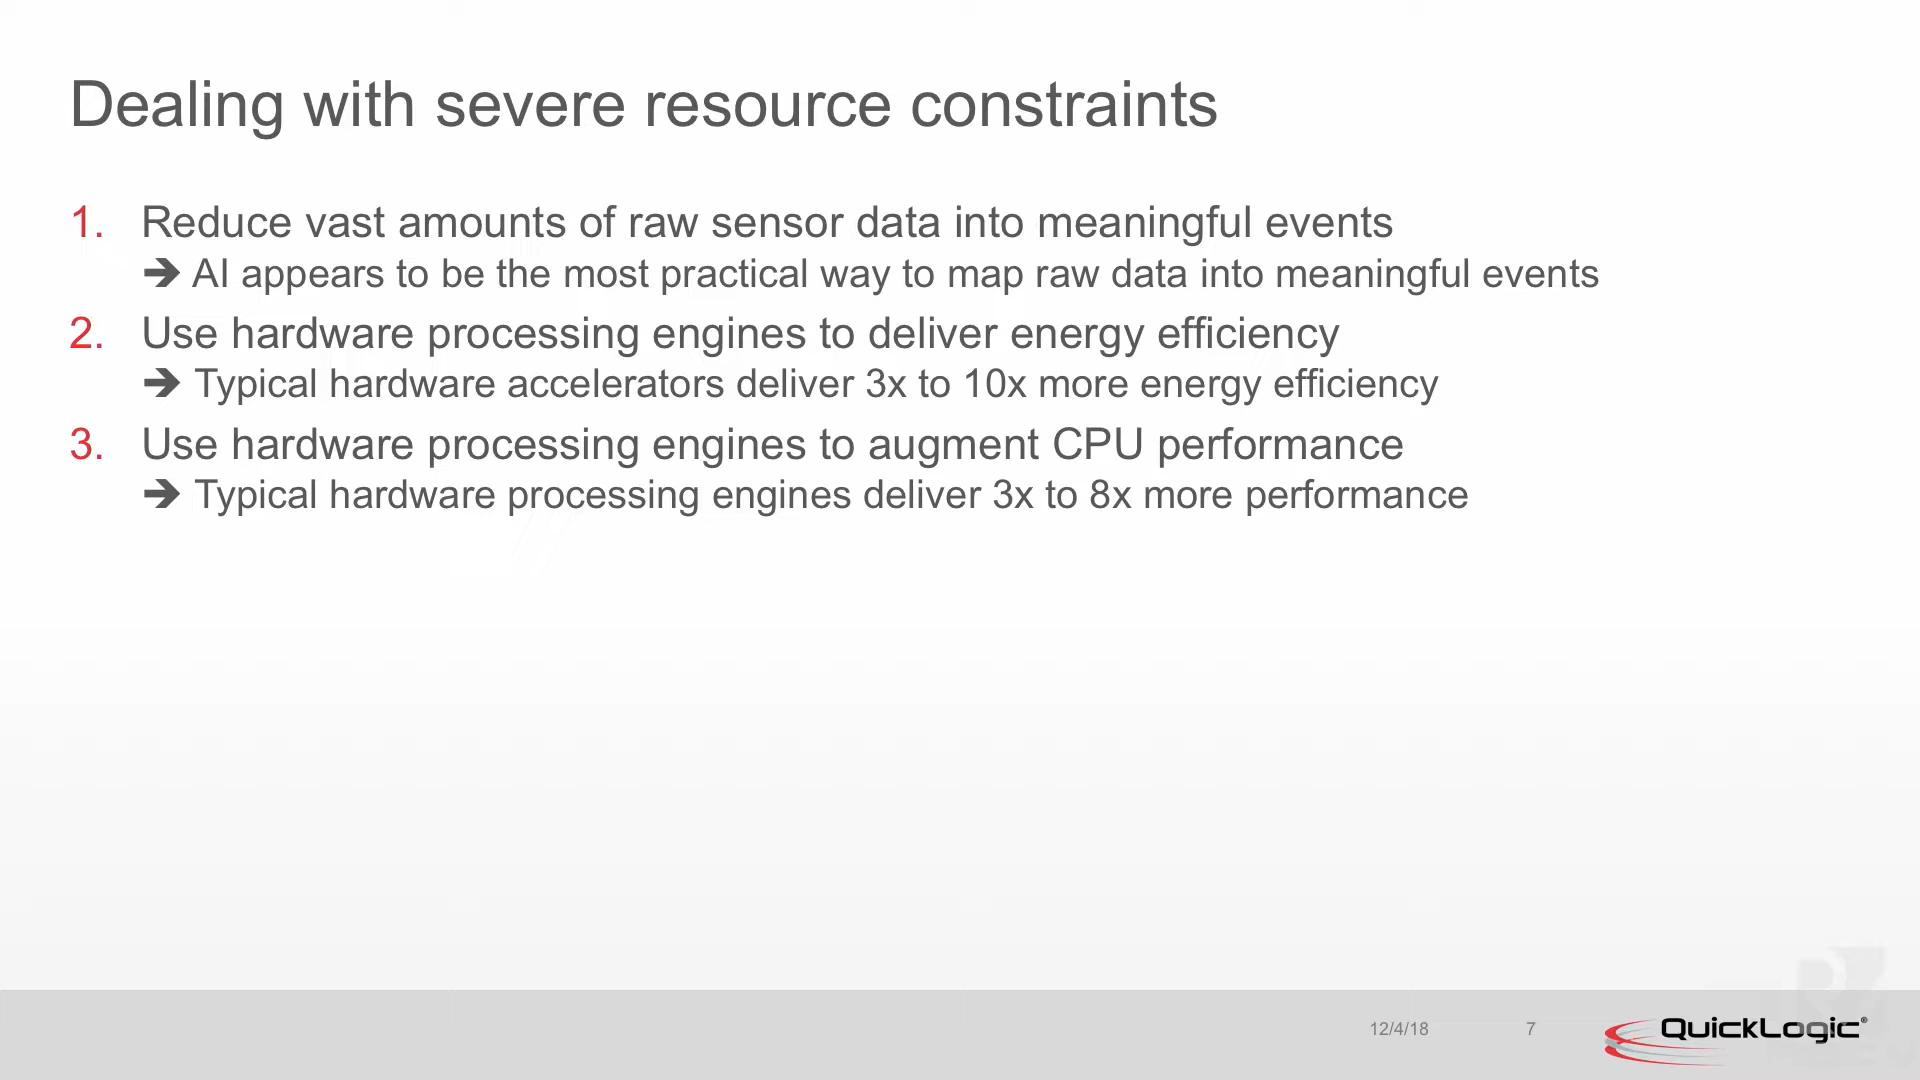 Dealing with severe resource constraints
1. Reduce vast amounts of raw sensor data into meaningful events
➔ AI appears to be the most practical way to map raw data into meaningful events
2. Use hardware processing engines to deliver energy efficiency
➔ Typical hardware accelerators deliver 3x to 10x more energy efficiency
3. Use hardware processing engines to augment CPU performance
➔ Typical hardware processing engines deliver 3x to 8x more performance
12/4/18 7 QuickLogic®